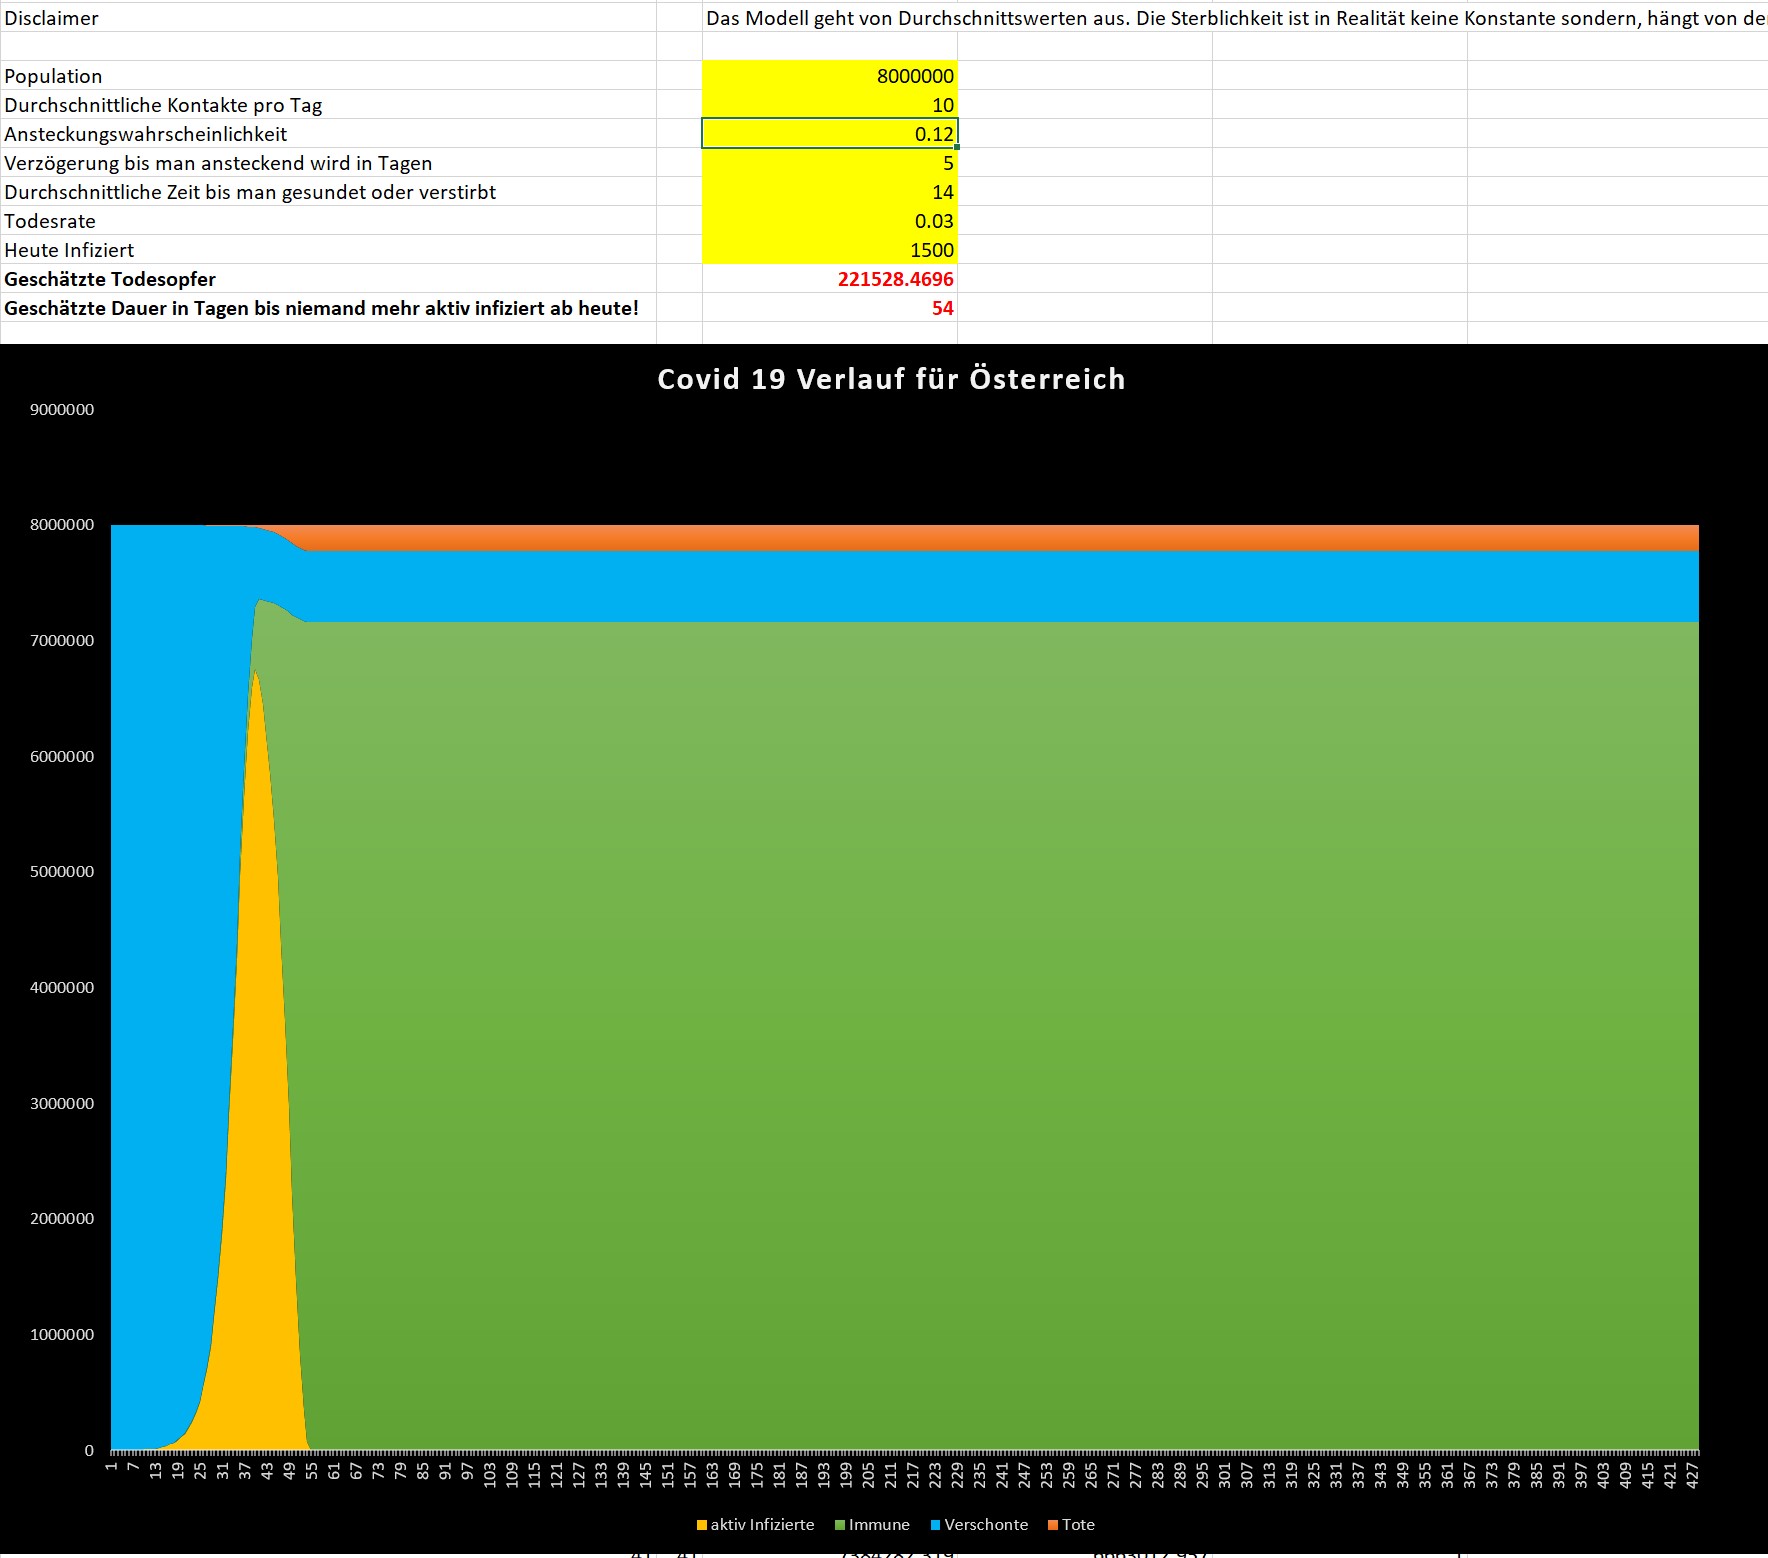 Disclaimer Das Modell geht von Durchschnittswerten aus. Die Sterblichkeit ist in Realität keine Konstante sondern, hängt von
Population 8000000
Durchschnittliche Kontakte pro Tag 10
Ansteckungswahrscheinlichkeit 0.12
Verzögerung bis man ansteckend wird in Tagen 5
Durchschnittliche Zeit bis man gesundet oder verstirbt 14
Todesrate 0.03
Heute Infiziert 1500
Geschätzte Todesopfer 221528.4696
Geschätzte Dauer in Tagen bis niemand mehr aktiv infiziert ab heute! 54
Covid 19 Verlauf für Österreich
9000000
8000000
7000000
6000000
5000000
4000000
3000000
2000000
1000000
0
1 7 13 19 25 31 37 43 49 55 61 67 73 79 85 91 97 103 109 115 121 127 133 139 145 151 157 163 169 175 181 187 193 199 205 211 217 223 229 235 241 247 253 259 265 271 277 283 289 295 301 307 313 319 325 331 337 343 349 355 361 367 373 379 385 391 397 403 409 415 421 427
aktiv Infizierte Immune Verschonte Tote